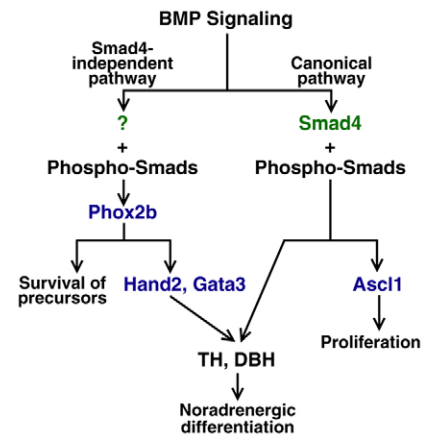 BMP Signaling
Smad4-
independent
pathway
Canonical
pathway
?
Smad4
+
+
Phospho-Smads
Phospho-Smads
Phox2b
Survival of
precursors
Hand2, Gata3
Ascl1
Proliferation
TH, DBH
Noradrenergic
differentiation